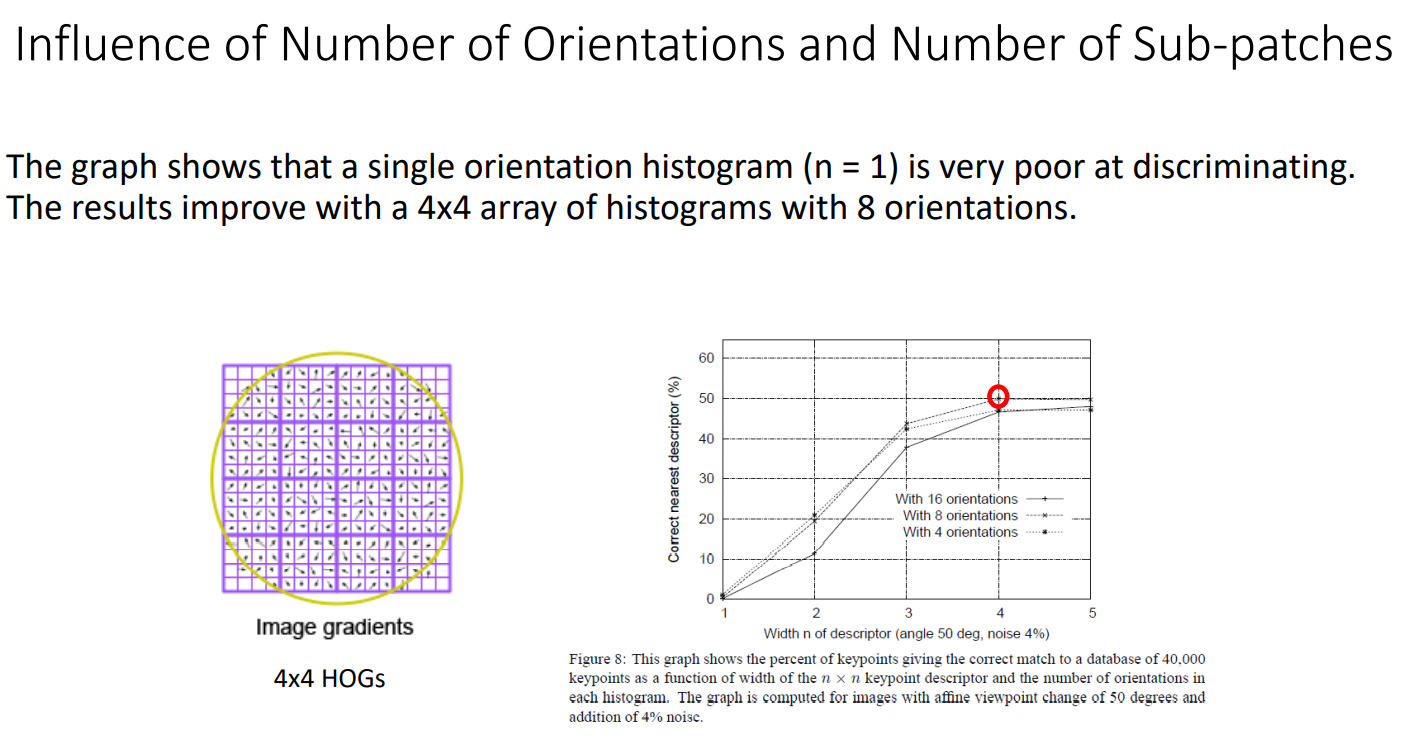 Influence of Number of Orientations and Number of Sub-patches
The graph shows that a single orientation histogram (n = 1) is very poor at discriminating.
The results improve with a 4x4 array of histograms with 8 orientations.
Image gradients
4x4 HOGs
Correct nearest descriptor (%)
60
50
40
30
20
10
0
With 16 orientations
With 8 orientations
With 4 orientations
1 2 3 4 5
Width n of descriptor (angle 50 deg, noise 4%)
Figure 8: This graph shows the percent of keypoints giving the correct match to a database of 40,000
keypoints as a function of width of the n × n keypoint descriptor and the number of orientations in
each histogram. The graph is computed for images with affine viewpoint change of 50 degrees and
addition of 4% noise.